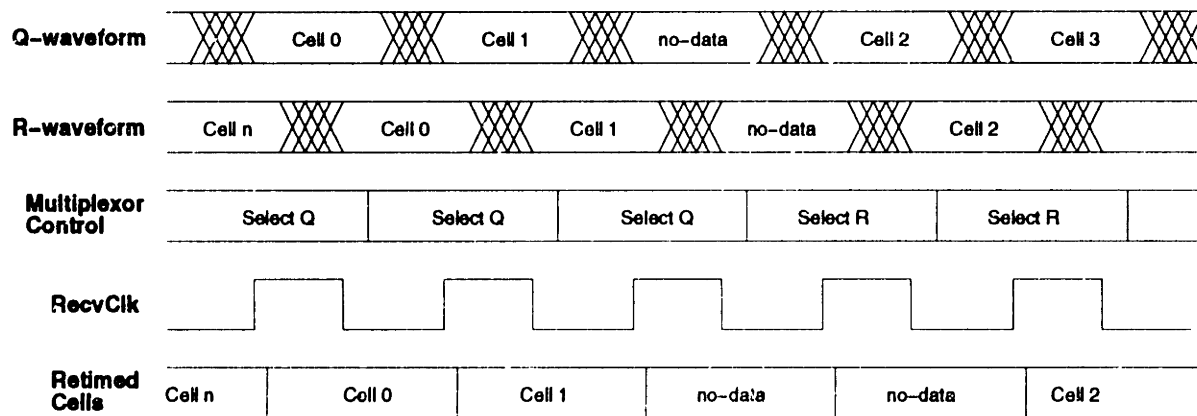 Q-waveform Cell 0 Cell 1 no-data Cell 2 Cell 3
R-waveform Cell n Cell 0 Cell 1 no-data Cell 2
Multiplexor
Control Select Q Select Q Select Q Select R Select R
RecvClk
Retimed
Cells Cell n Cell 0 Cell 1 no-data no-data Cell 2